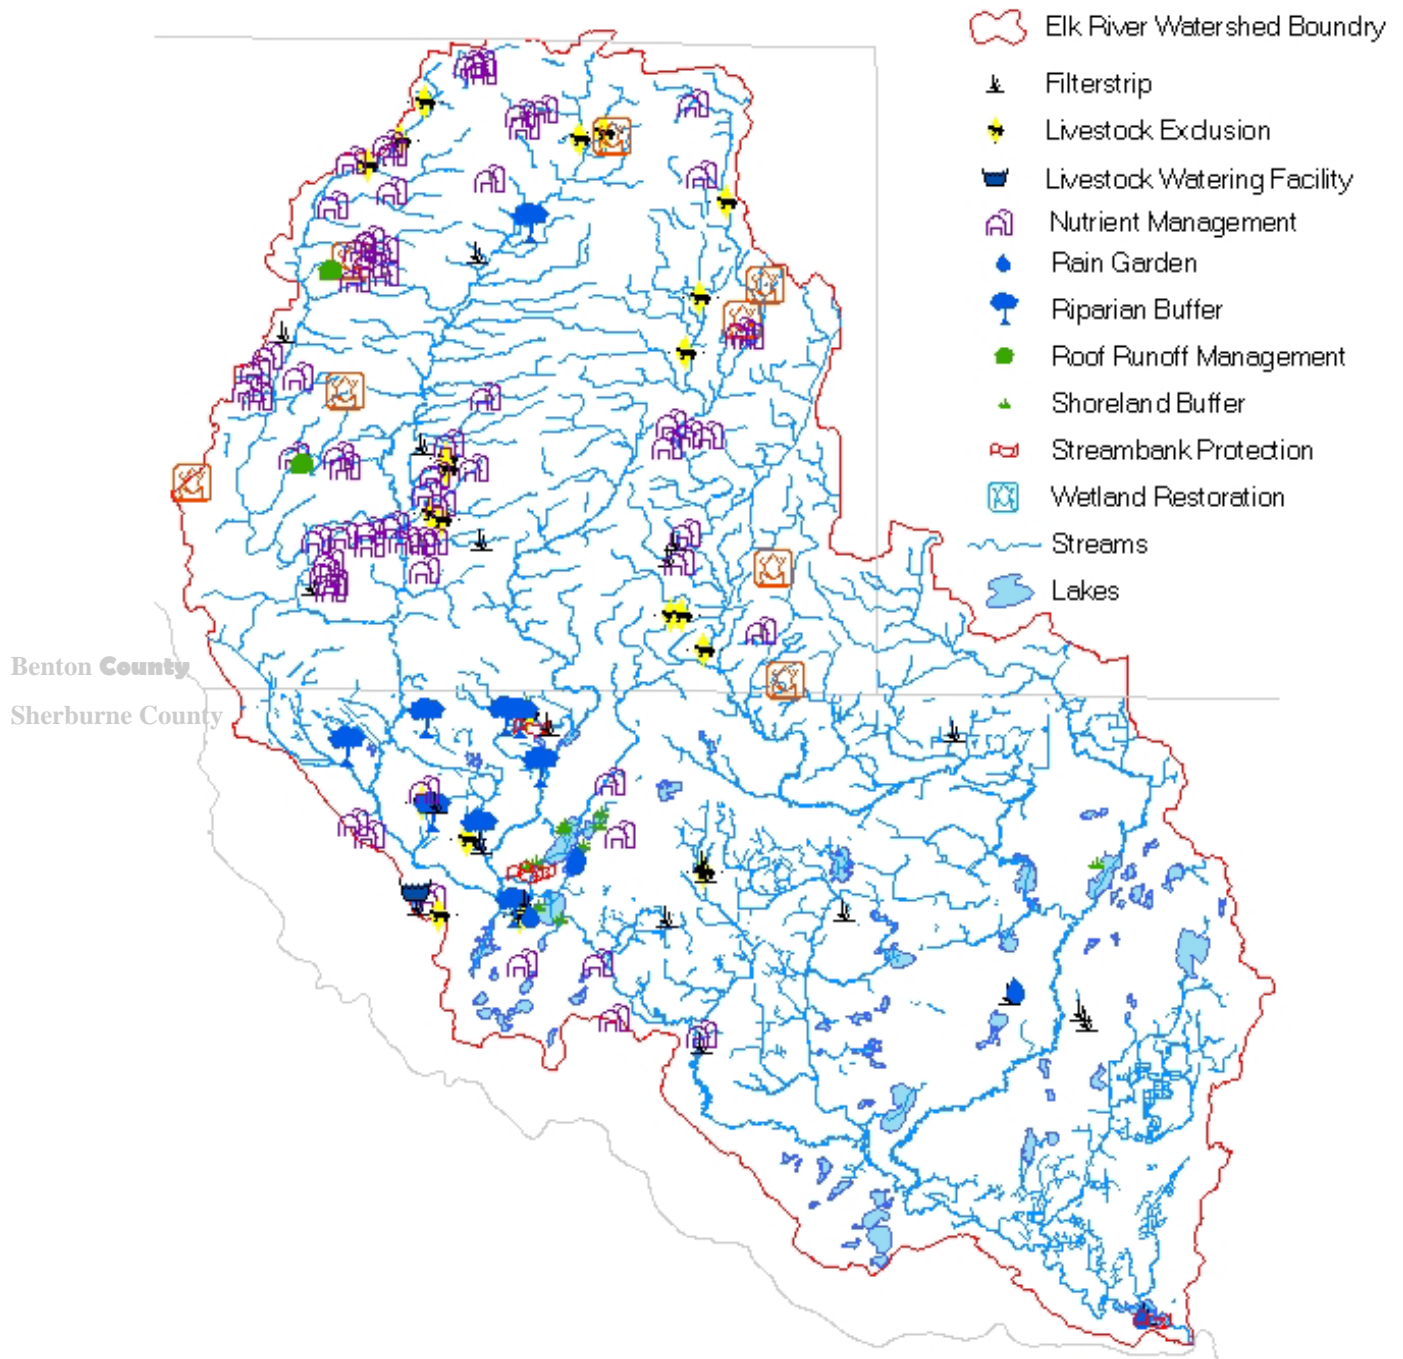 Elk River Watershed Boundry
Filterstrip
Livestock Exclusion
Livestock Watering Facility
Nutrient Management
Rain Garden
Riparian Buffer
Roof Runoff Management
Shoreland Buffer
Streambank Protection
Wetland Restoration
Streams
Lakes
Benton County
Sherburne County